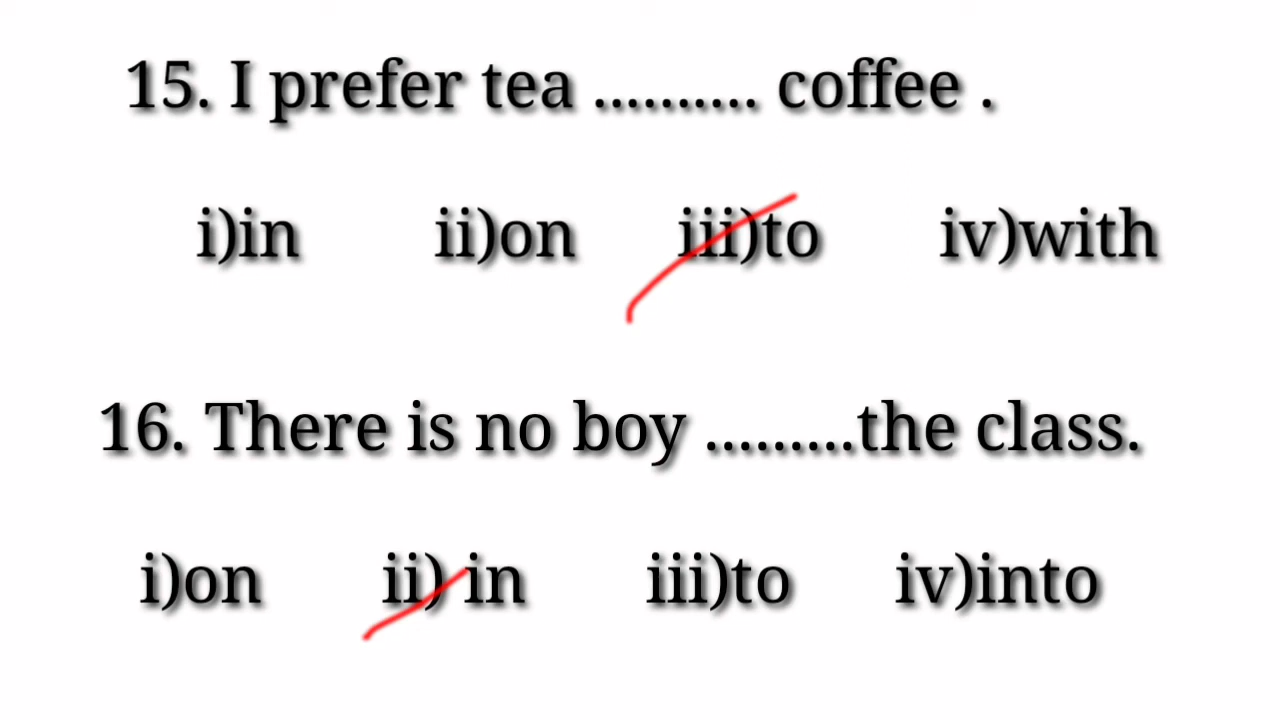 15. I prefer tea .......... coffee .
i)in ii)on iii)to iv)with
16. There is no boy .........the class.
i)on ii) in iii)to iv)into